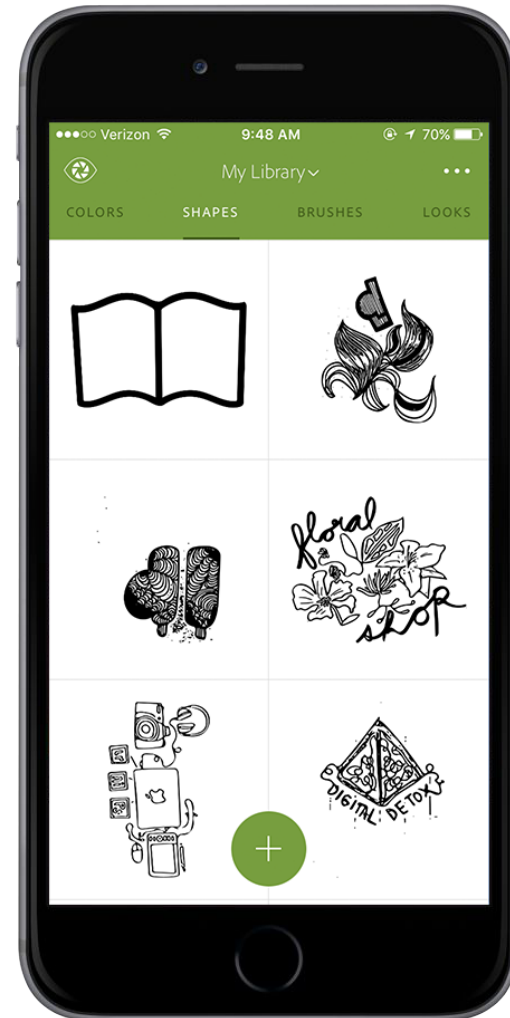 Verizon 9:48 AM 70%
My Library
COLORS SHAPES BRUSHES LOOKS
floral
shop
DIGITAL DETOX